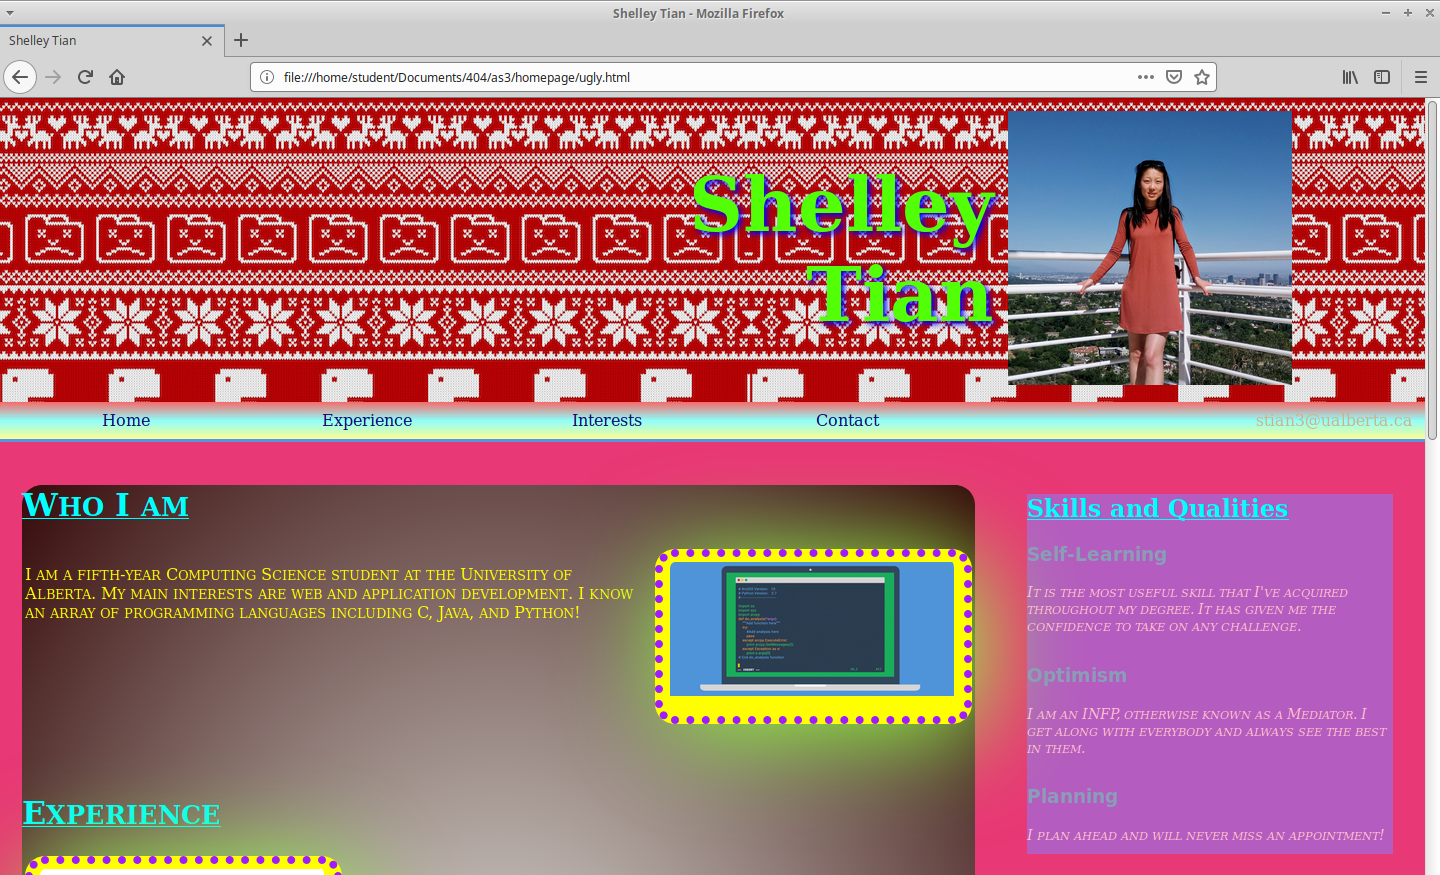 Shelley Tian - Mozilla Firefox
Shelley Tian
file:///home/student/Documents/404/as3/homepage/ugly.html
Shelley
Tian
Home Experience Interests Contact stian3@ualberta.ca
Who I am
I am a fifth-year Computing Science student at the University of
Alberta. My main interests are web and application development. I know
an array of programming languages including C, Java, and Python!
Experience
Skills and Qualities
Self-Learning
It is the most useful skill that I've acquired
throughout my degree. It has given me the
confidence to take on any challenge.
Optimism
I am an INFP, otherwise known as a Mediator. I
get along with everybody and always see the best
in them.
Planning
I plan ahead and will never miss an appointment!